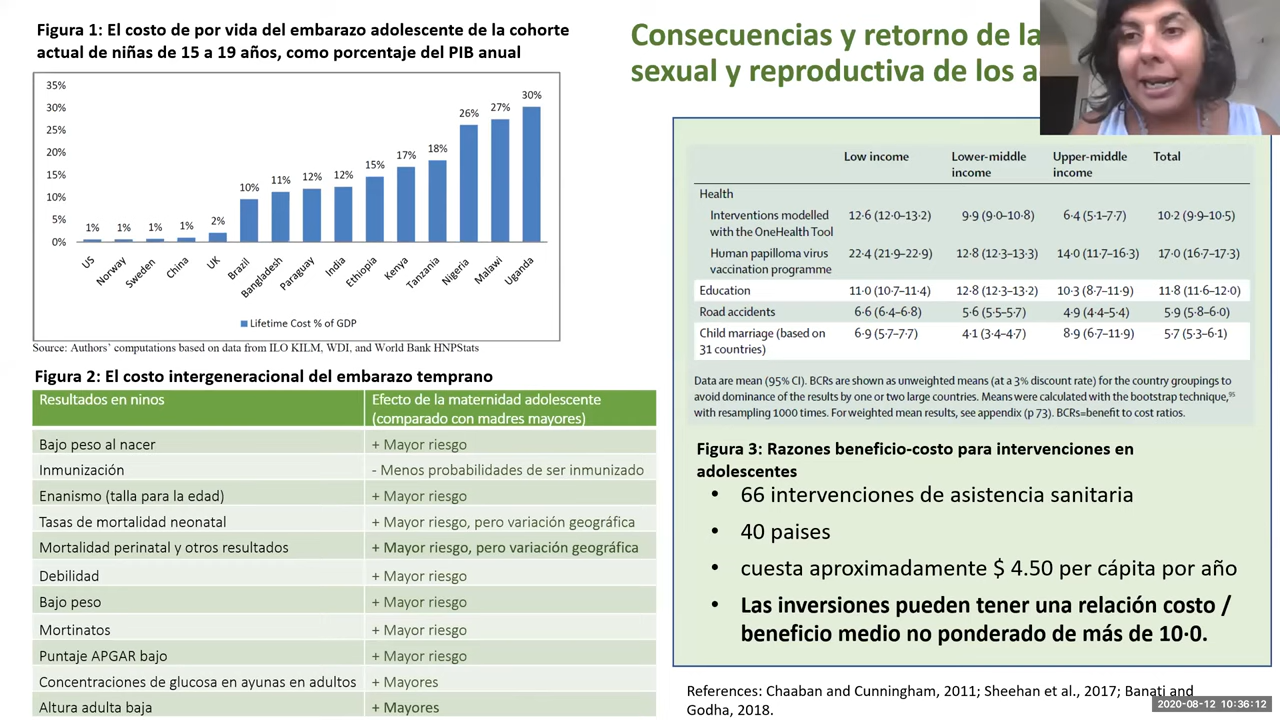 Figura 1: El costo de por vida del embarazo adolescente de la cohorte
actual de niñas de 15 a 19 años, como porcentaje del PIB anual
35%
30%
25%
20%
15%
10%
5%
0%
1%
1%
1%
1%
2%
10%
11%
12%
12%
15%
17%
18%
26%
27%
30%
US
Norway
Sweden
China
UK
Brazil
Bangladesh
Paraguay
India
Ethiopia
Kenya
Tanzania
Nigeria
Malawi
Uganda
Lifetime Cost % of GDP
Source: Authors' computations based on data from ILO KILM, WDI, and World Bank HNPStats
Figura 2: El costo intergeneracional del embarazo temprano
Resultados en ninos
Efecto de la maternidad adolescente
(comparado con madres mayores)
Bajo peso al nacer + Mayor riesgo
Inmunización - Menos probabilidades de ser inmunizado
Enanismo (talla para la edad) + Mayor riesgo
Tasas de mortalidad neonatal + Mayor riesgo, pero variación geográfica
Mortalidad perinatal y otros resultados + Mayor riesgo, pero variación geográfica
Debilidad + Mayor riesgo
Bajo peso + Mayor riesgo
Mortinatos + Mayor riesgo
Puntaje APGAR bajo + Mayor riesgo
Concentraciones de glucosa en ayunas en adultos + Mayores
Altura adulta baja + Mayores
Consecuencias y retorno de la
sexual y reproductiva de los a
Low income Lower-middle Upper-middle Total
income income
Health
Interventions modelled 12·6 (12·0–13·2) 9·9 (9·0–10·8) 6·4 (5·1–7·7) 10·2 (9·9–10·5)
with the OneHealth Tool
Human papilloma virus 22·4 (21·9–22·9) 12·8 (12·3–13·3) 14·0 (11·7–16·3) 17·0 (16·7–17·3)
vaccination programme
Education 11·0 (10·7–11·4) 12·8 (12·3–13·2) 10·3 (8·7–11·9) 11·8 (11·6–12·0)
Road accidents 6·6 (6·4–6·8) 5·6 (5·5–5·7) 4·9 (4·4–5·4) 5·9 (5·8–6·0)
Child marriage (based on 6·9 (5·7–7·7) 4·1 (3·4–4·7) 8·9 (6·7–11·9) 5·7 (5·3–6·1)
31 countries)
Data are mean (95% CI). BCRs are shown as unweighted means (at a 3% discount rate) for the country groupings to
avoid dominance of the results by one or two large countries. Means were calculated with the bootstrap technique,⁹⁵
with resampling 1000 times. For weighted mean results, see appendix (p 73). BCRs=benefit to cost ratios.
Figura 3: Razones beneficio-costo para intervenciones en
adolescentes
• 66 intervenciones de asistencia sanitaria
• 40 paises
• cuesta aproximadamente $ 4.50 per cápita por año
• Las inversiones pueden tener una relación costo /
beneficio medio no ponderado de más de 10·0.
References: Chaaban and Cunningham, 2011; Sheehan et al., 2017; Banati and
Godha, 2018.
2020-08-12 10:36:12